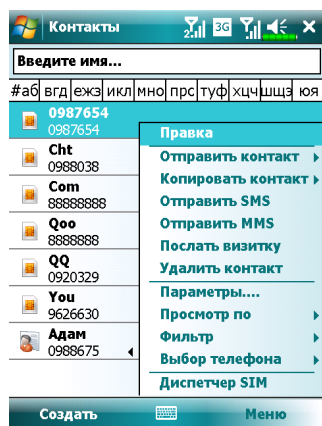 Контакты 3G
Введите имя...
#аб вгд ежз икл мно прс туф хцч шщэ юя
0987654
0987654
Cht
0988038
Com
88888888
Qoo
8888888
QQ
0920329
You
9626630
Адам
0988675
Правка
Отправить контакт
Копировать контакт
Отправить SMS
Отправить MMS
Послать визитку
Удалить контакт
Параметры....
Просмотр по
Фильтр
Выбор телефона
Диспетчер SIM
Создать Меню